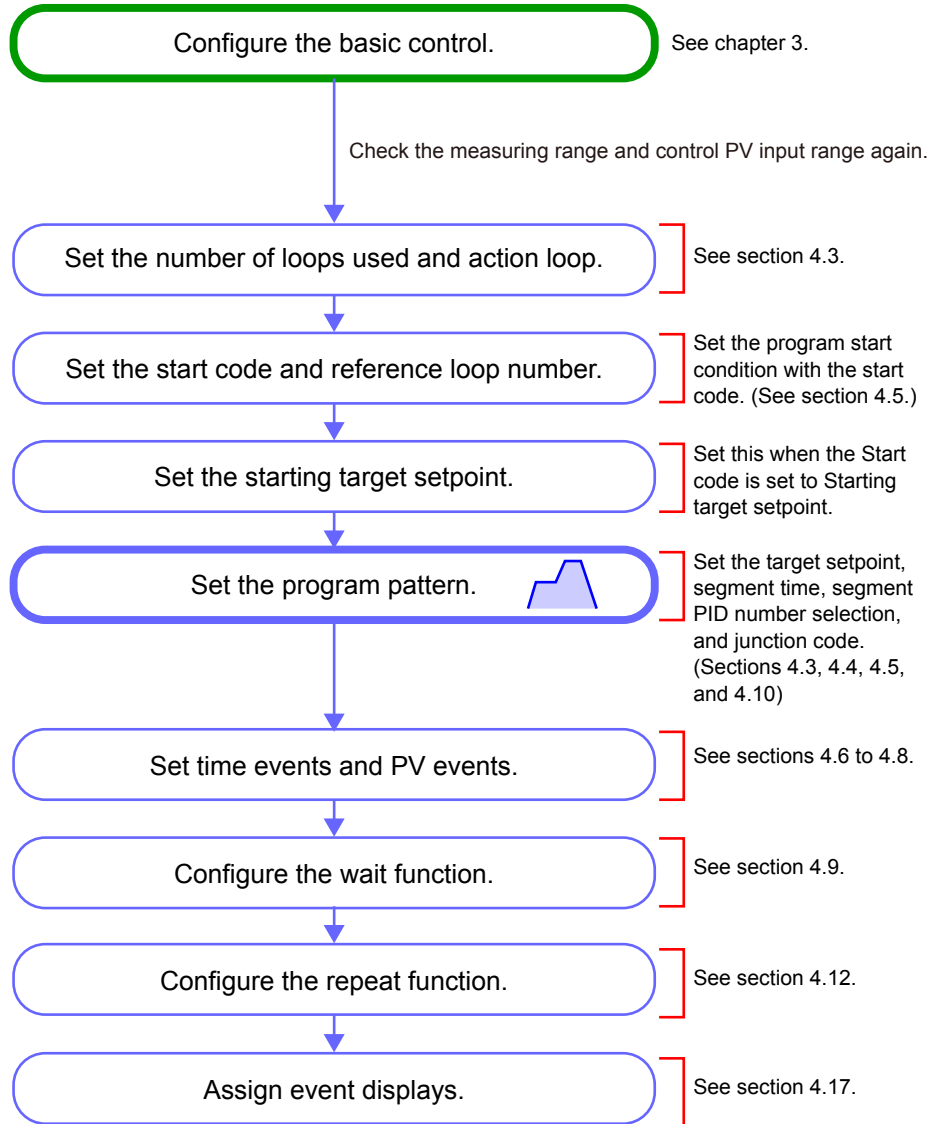 Configure the basic control.
See chapter 3.
Check the measuring range and control PV input range again.
Set the number of loops used and action loop.
See section 4.3.
Set the start code and reference loop number.
Set the program start
condition with the start
code. (See section 4.5.)
Set the starting target setpoint.
Set this when the Start
code is set to Starting
target setpoint.
Set the program pattern.
Set the target setpoint,
segment time, segment
PID number selection,
and junction code.
(Sections 4.3, 4.4, 4.5,
and 4.10)
Set time events and PV events.
See sections 4.6 to 4.8.
Configure the wait function.
See section 4.9.
Configure the repeat function.
See section 4.12.
Assign event displays.
See section 4.17.